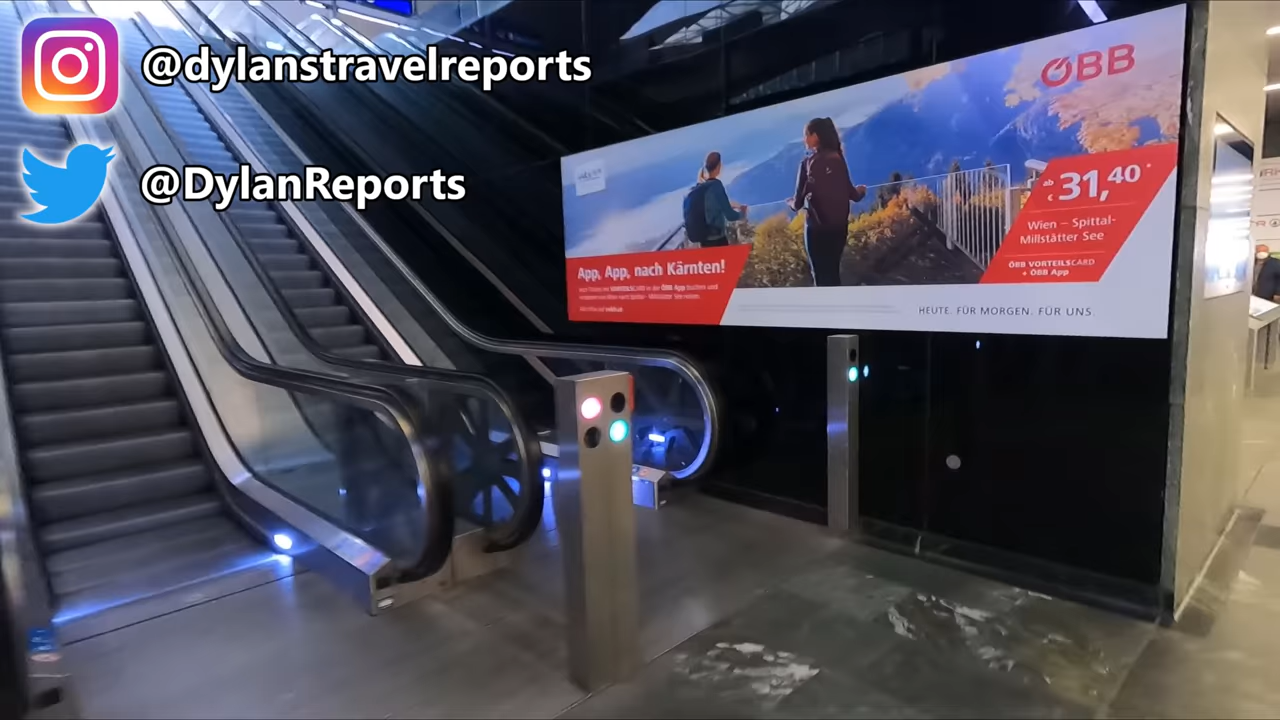 @dylanstravelreports
@DylanReports
ÖBB
ab € 31,40*
Wien – Spittal-
Millstätter See
ÖBB VORTEILSCARD
+ ÖBB App
App, App, nach Kärnten!
HEUTE. FÜR MORGEN. FÜR UNS.